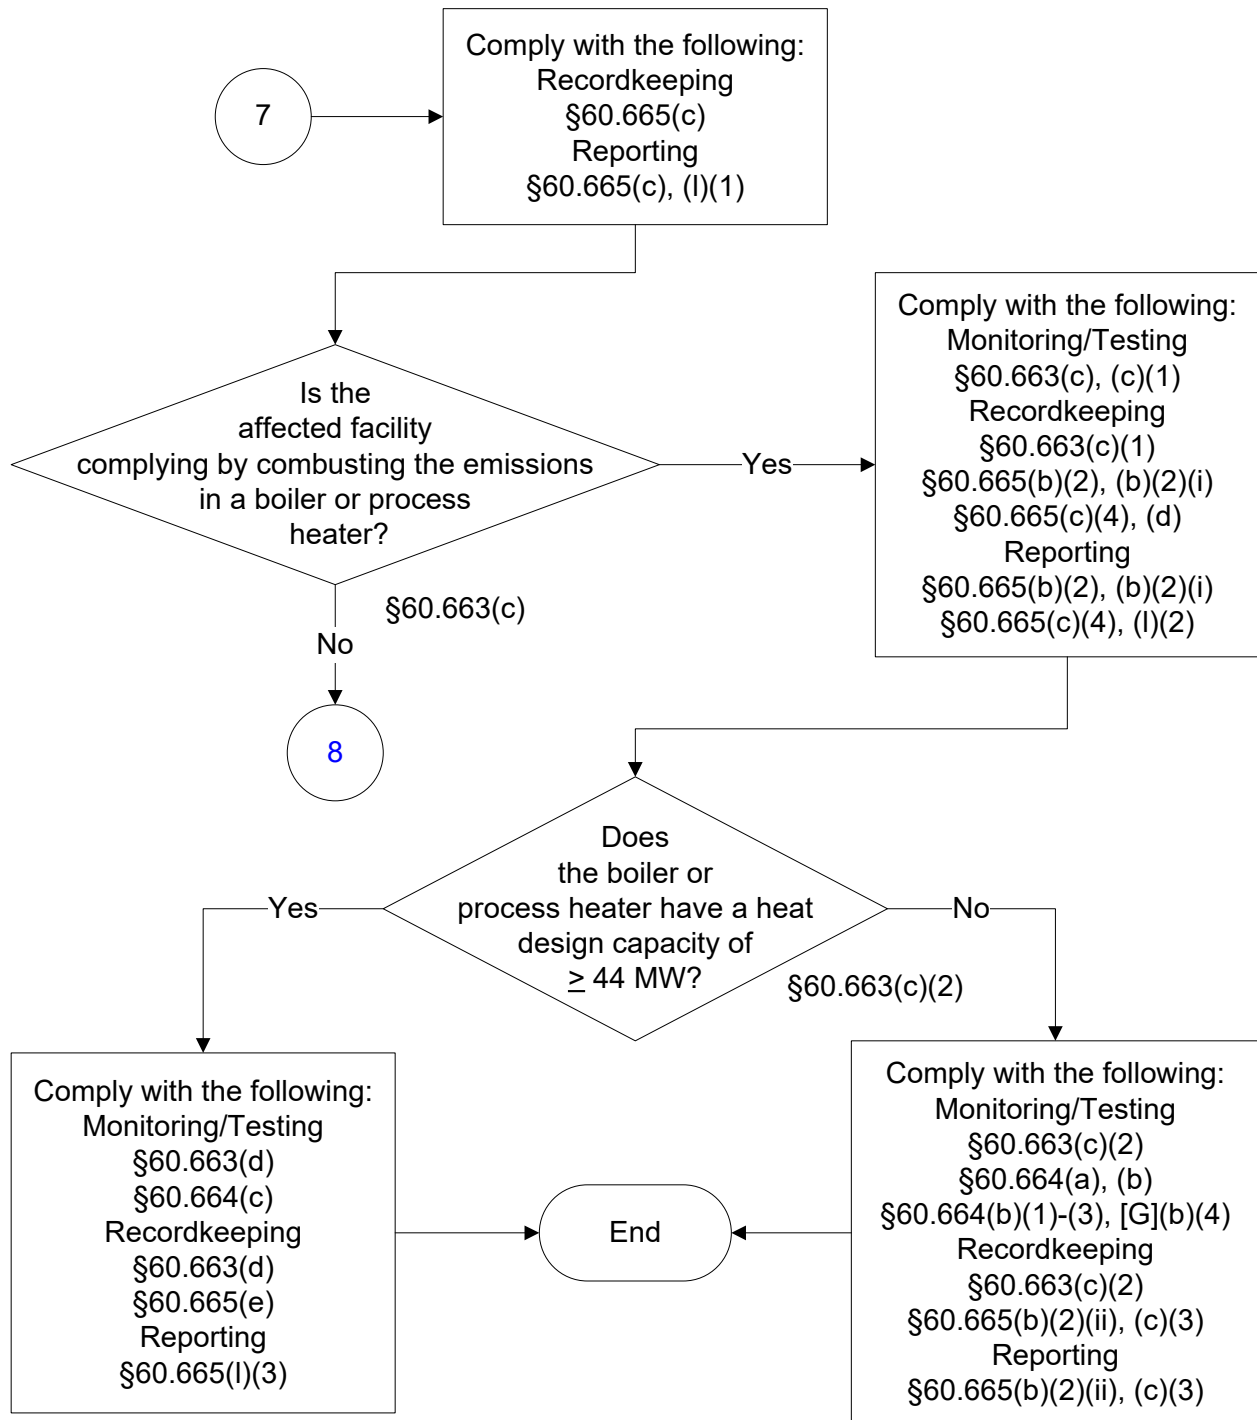 7
Comply with the following:
Recordkeeping
§60.665(c)
Reporting
§60.665(c), (l)(1)
Is the
affected facility
complying by combusting the emissions
in a boiler or process
heater?
Yes
§60.663(c)
No
8
Comply with the following:
Monitoring/Testing
§60.663(c), (c)(1)
Recordkeeping
§60.663(c)(1)
§60.665(b)(2), (b)(2)(i)
§60.665(c)(4), (d)
Reporting
§60.665(b)(2), (b)(2)(i)
§60.665(c)(4), (l)(2)
Does
the boiler or
process heater have a heat
design capacity of
≥ 44 MW?
Yes
No
§60.663(c)(2)
Comply with the following:
Monitoring/Testing
§60.663(d)
§60.664(c)
Recordkeeping
§60.663(d)
§60.665(e)
Reporting
§60.665(l)(3)
End
Comply with the following:
Monitoring/Testing
§60.663(c)(2)
§60.664(a), (b)
§60.664(b)(1)-(3), [G](b)(4)
Recordkeeping
§60.663(c)(2)
§60.665(b)(2)(ii), (c)(3)
Reporting
§60.665(b)(2)(ii), (c)(3)